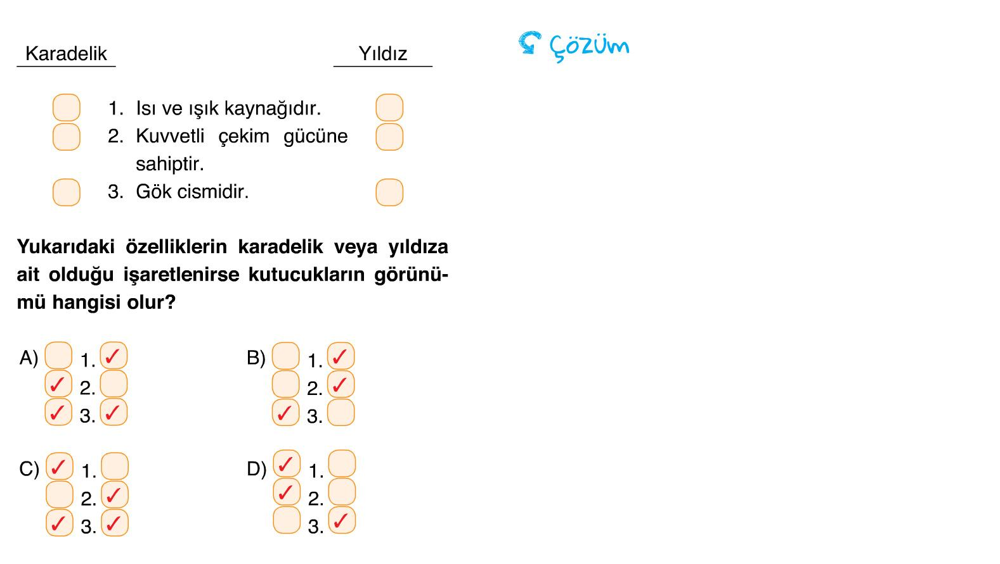 Karadelik Yıldız
Çözüm
1. Isı ve ışık kaynağıdır.
2. Kuvvetli çekim gücüne
sahiptir.
3. Gök cismidir.
Yukarıdaki özelliklerin karadelik veya yıldıza
ait olduğu işaretlenirse kutucukların görünü-
mü hangisi olur?
A) 1. ✓
✓ 2.
✓ 3. ✓
B) 1. ✓
2. ✓
✓ 3.
C) ✓ 1.
2. ✓
✓ 3. ✓
D) ✓ 1.
✓ 2.
3. ✓